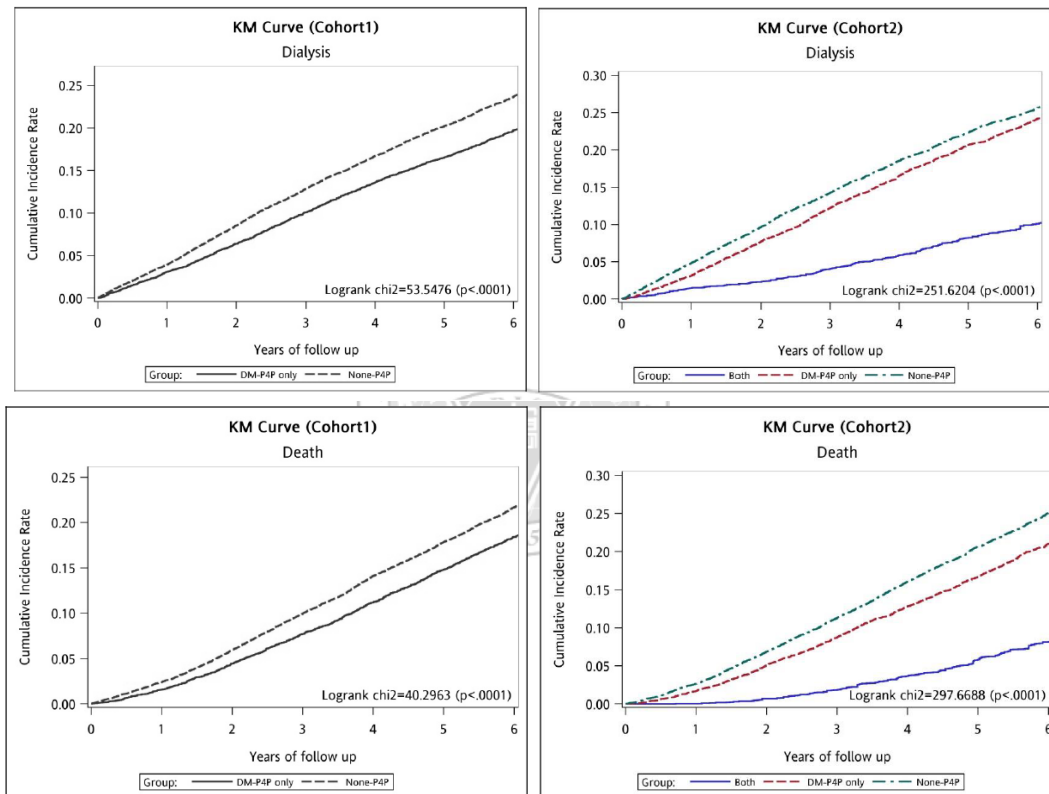 KM Curve (Cohort1)
Dialysis
Cumulative Incidence Rate
0.25
0.20
0.15
0.10
0.05
0.00
Logrank chi2=53.5476 (p<.0001)
0 1 2 3 4 5 6
Years of follow up
Group: DM-P4P only None-P4P
KM Curve (Cohort2)
Dialysis
Cumulative Incidence Rate
0.30
0.25
0.20
0.15
0.10
0.05
0.00
Logrank chi2=251.6204 (p<.0001)
0 1 2 3 4 5 6
Years of follow up
Group: Both DM-P4P only None-P4P
KM Curve (Cohort1)
Death
Cumulative Incidence Rate
0.25
0.20
0.15
0.10
0.05
0.00
Logrank chi2=40.2963 (p<.0001)
0 1 2 3 4 5 6
Years of follow up
Group: DM-P4P only None-P4P
KM Curve (Cohort2)
Death
Cumulative Incidence Rate
0.30
0.25
0.20
0.15
0.10
0.05
0.00
Logrank chi2=297.6688 (p<.0001)
0 1 2 3 4 5 6
Years of follow up
Group: Both DM-P4P only None-P4P